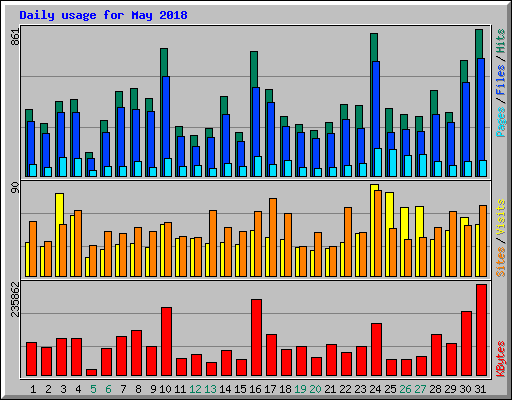 Daily usage for May 2018
861
Pages / Files / Hits
90
Sites / Visits
235862
KBytes
1 2 3 4 5 6 7 8 9 10 11 12 13 14 15 16 17 18 19 20 21 22 23 24 25 26 27 28 29 30 31